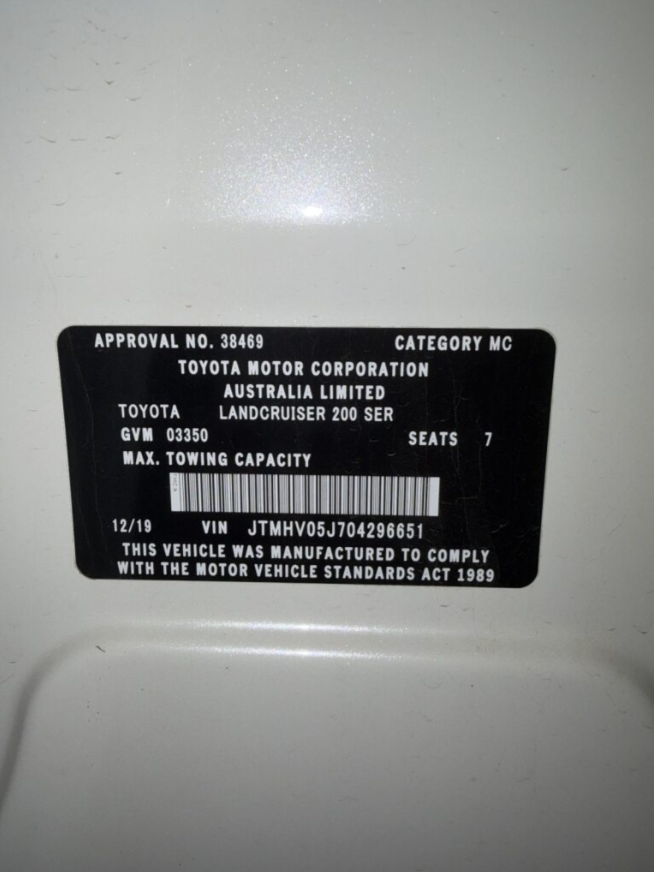 APPROVAL NO. 38469 CATEGORY MC
TOYOTA MOTOR CORPORATION
AUSTRALIA LIMITED
TOYOTA LANDCRUISER 200 SER
GVM 03350 SEATS 7
MAX. TOWING CAPACITY
12/19 VIN JTMHV05J704296651
THIS VEHICLE WAS MANUFACTURED TO COMPLY
WITH THE MOTOR VEHICLE STANDARDS ACT 1989